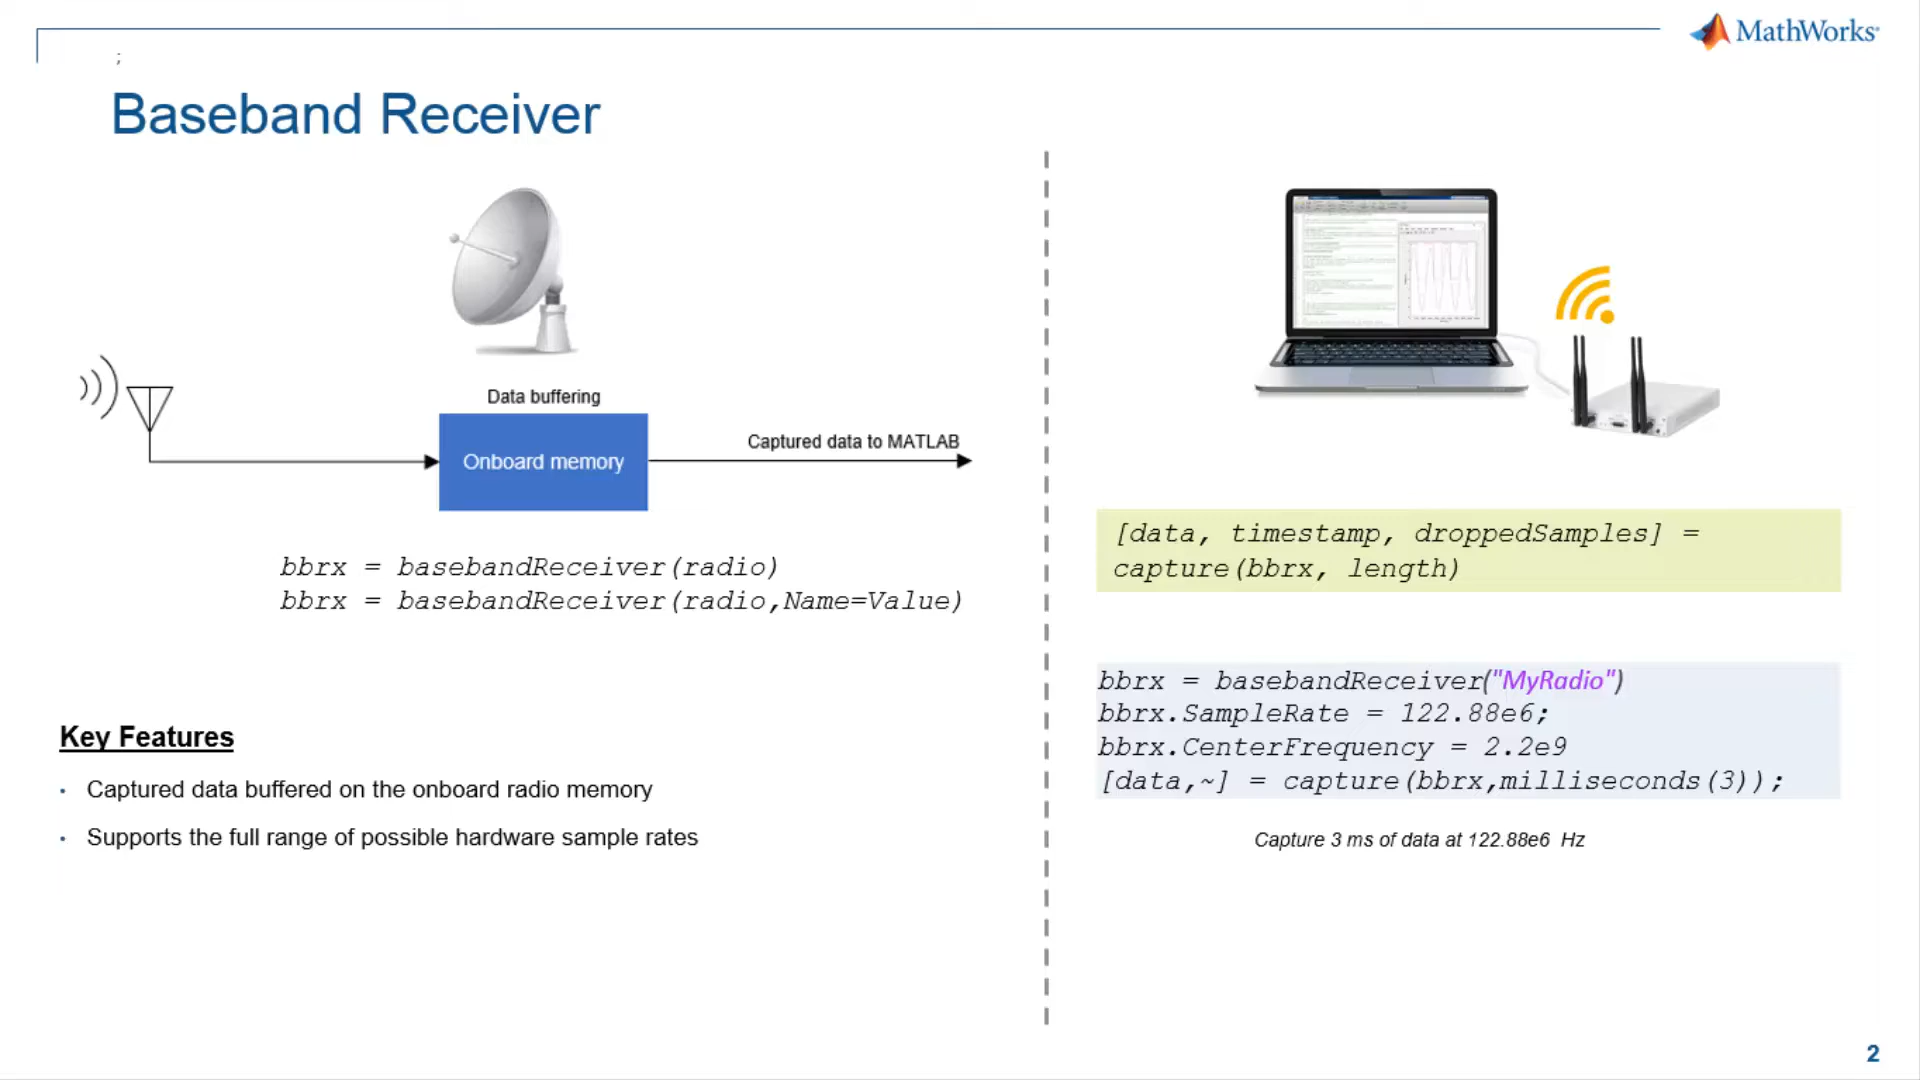 MathWorks®
;
Baseband Receiver
Data buffering
Onboard memory
Captured data to MATLAB
bbrx = basebandReceiver(radio)
bbrx = basebandReceiver(radio,Name=Value)
Key Features
• Captured data buffered on the onboard radio memory
• Supports the full range of possible hardware sample rates
[data, timestamp, droppedSamples] =
capture(bbrx, length)
bbrx = basebandReceiver("MyRadio")
bbrx.SampleRate = 122.88e6;
bbrx.CenterFrequency = 2.2e9
[data,~] = capture(bbrx,milliseconds(3));
Capture 3 ms of data at 122.88e6 Hz
2